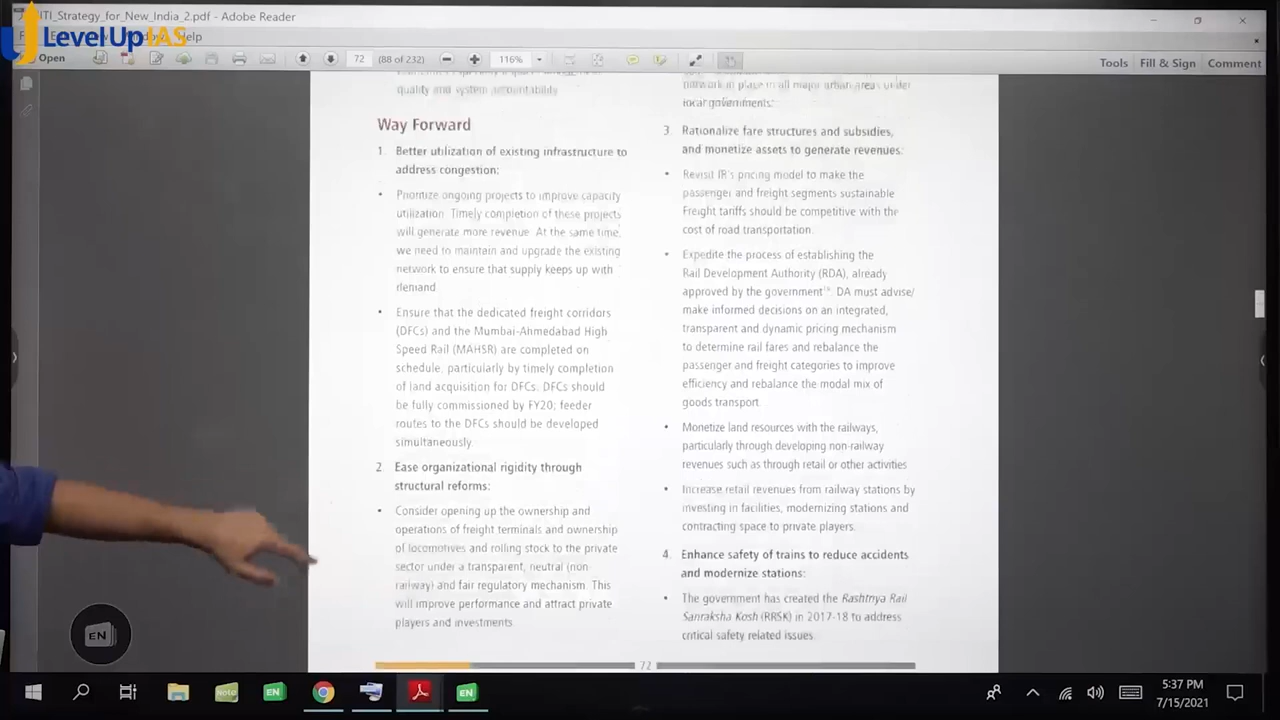 ITI_Strategy_for_New_India_2.pdf - Adobe Reader
LevelUp IAS
Help
Open
72
(88 of 232)
116%
Tools
Fill & Sign
Comment
quality and system accountability
Way Forward
1. Better utilization of existing infrastructure to
address congestion:
• Prioritize ongoing projects to improve capacity
utilization. Timely completion of these projects
will generate more revenue. At the same time,
we need to maintain and upgrade the existing
network to ensure that supply keeps up with
demand
• Ensure that the dedicated freight corridors
(DFCs) and the Mumbai-Ahmedabad High
Speed Rail (MAHSR) are completed on
schedule, particularly by timely completion
of land acquisition for DFCs. DFCs should
be fully commissioned by FY20; feeder
routes to the DFCs should be developed
simultaneously.
2. Ease organizational rigidity through
structural reforms:
• Consider opening up the ownership and
operations of freight terminals and ownership
of locomotives and rolling stock to the private
sector under a transparent, neutral (non
railway) and fair regulatory mechanism. This
will improve performance and attract private
players and investments.
network in place in all major urban areas under
local governments.
3. Rationalize fare structures and subsidies,
and monetize assets to generate revenues:
• Revisit IR's pricing model to make the
passenger and freight segments sustainable
Freight tariffs should be competitive with the
cost of road transportation.
• Expedite the process of establishing the
Rail Development Authority (RDA), already
approved by the government. DA must advise/
make informed decisions on an integrated,
transparent and dynamic pricing mechanism
to determine rail fares and rebalance the
passenger and freight categories to improve
efficiency and rebalance the modal mix of
goods transport
• Monetize land resources with the railways,
particularly through developing non-railway
revenues such as through retail or other activities
• Increase retail revenues from railway stations by
investing in facilities, modernizing stations and
contracting space to private players.
4. Enhance safety of trains to reduce accidents
and modernize stations:
• The government has created the Rashtriya Rail
Sanraksha Kosh (RRSK) in 2017-18 to address
critical safety related issues.
72
EN
Note
EN
EN
5:37 PM
7/15/2021